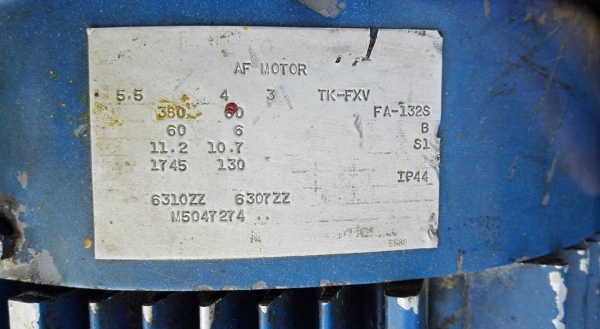 AF MOTOR
5.5 4 3 TK-FXV
380 60 FA-132S
60 6 B
11.2 10.7 S1
1745 130
IP44
6310ZZ 6307ZZ
M5047274